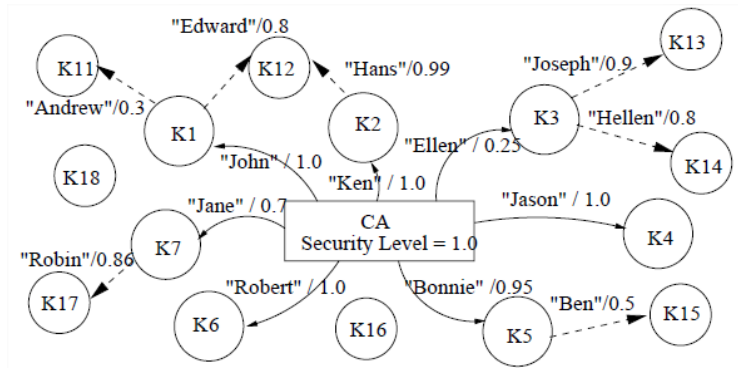 "Edward"/0.8
K13
K11
K12
"Hans"/0.99
"Joseph"/0.9
"Andrew"/0.3
K1
K2
K3
"Hellen"/0.8
"Ellen" / 0.25
"John" / 1.0
K14
K18
"Ken" / 1.0
"Jason" / 1.0
"Jane" / 0.7
CA
Security Level = 1.0
K4
K7
"Robin"/0.86
"Robert" / 1.0
"Bonnie" /0.95
"Ben"/0.5
K17
K6
K16
K5
K15